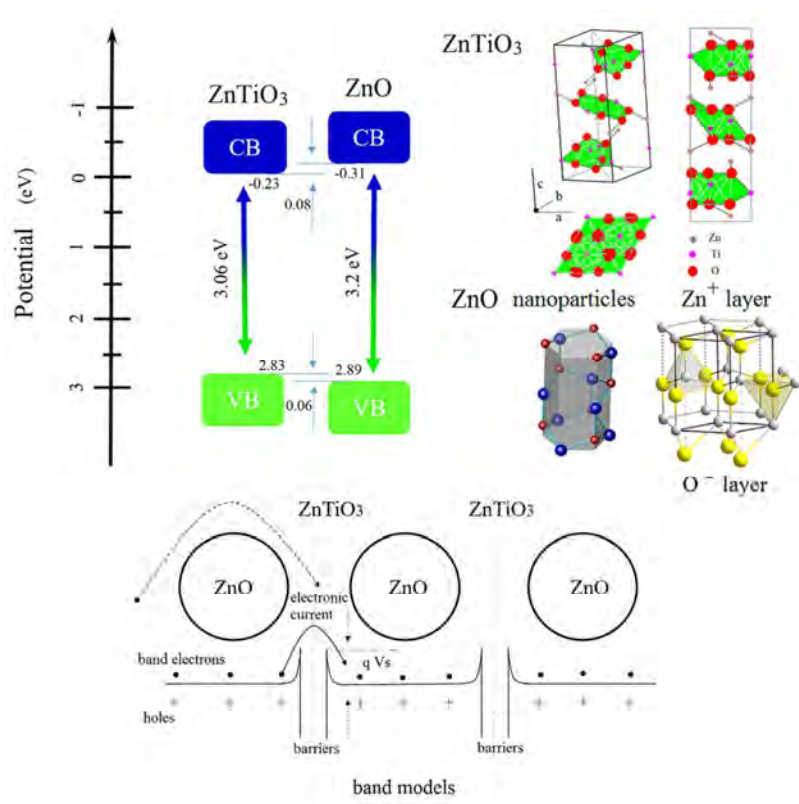 ZnTiO3
ZnO
CB
CB
-0.23
-0.31
0.08
3.06 eV
3.2 eV
2.83
2.89
0.06
VB
VB
Potential (eV)
-1
0
1
2
3
ZnTiO3
c
b
a
Zn
Ti
O
ZnO nanoparticles
Zn+ layer
O− layer
ZnTiO3
ZnTiO3
ZnO
ZnO
ZnO
electronic
current
band electrons
q Vs
holes
barriers
barriers
band models